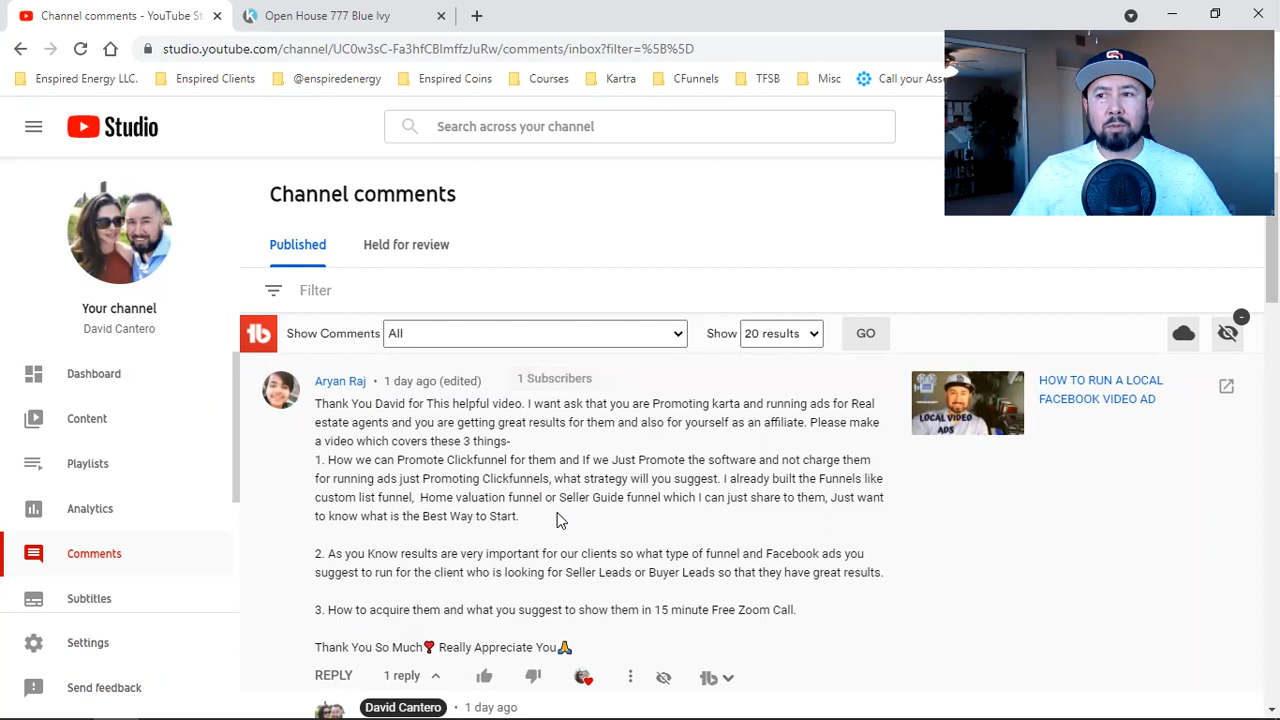 Channel comments - YouTube St
Open House 777 Blue Ivy
studio.youtube.com/channel/UC0w3sC-Fa3hfCBlmffzJuRw/comments/inbox?filter=%5B%5D
Enspired Energy LLC. Enspired Clients @enspiredenergy Enspired Coins Courses Kartra CFunnels TFSB Misc Call your Ass
Studio
Search across your channel
Channel comments
Published Held for review
Your channel
David Cantero
Filter
Show Comments All Show 20 results GO
Dashboard
Content
Playlists
Analytics
Comments
Subtitles
Settings
Send feedback
Aryan Raj • 1 day ago (edited) 1 Subscribers
Thank You David for This helpful video. I want ask that you are Promoting karta and running ads for Real
estate agents and you are getting great results for them and also for yourself as an affiliate. Please make
a video which covers these 3 things-
1. How we can Promote Clickfunnel for them and If we Just Promote the software and not charge them
for running ads just Promoting Clickfunnels, what strategy will you suggest. I already built the Funnels like
custom list funnel, Home valuation funnel or Seller Guide funnel which I can just share to them, Just want
to know what is the Best Way to Start.
2. As you Know results are very important for our clients so what type of funnel and Facebook ads you
suggest to run for the client who is looking for Seller Leads or Buyer Leads so that they have great results.
3. How to acquire them and what you suggest to show them in 15 minute Free Zoom Call.
Thank You So Much❣️ Really Appreciate You🙏
REPLY 1 reply
David Cantero • 1 day ago
LOCAL VIDEO
ADS
HOW TO RUN A LOCAL
FACEBOOK VIDEO AD